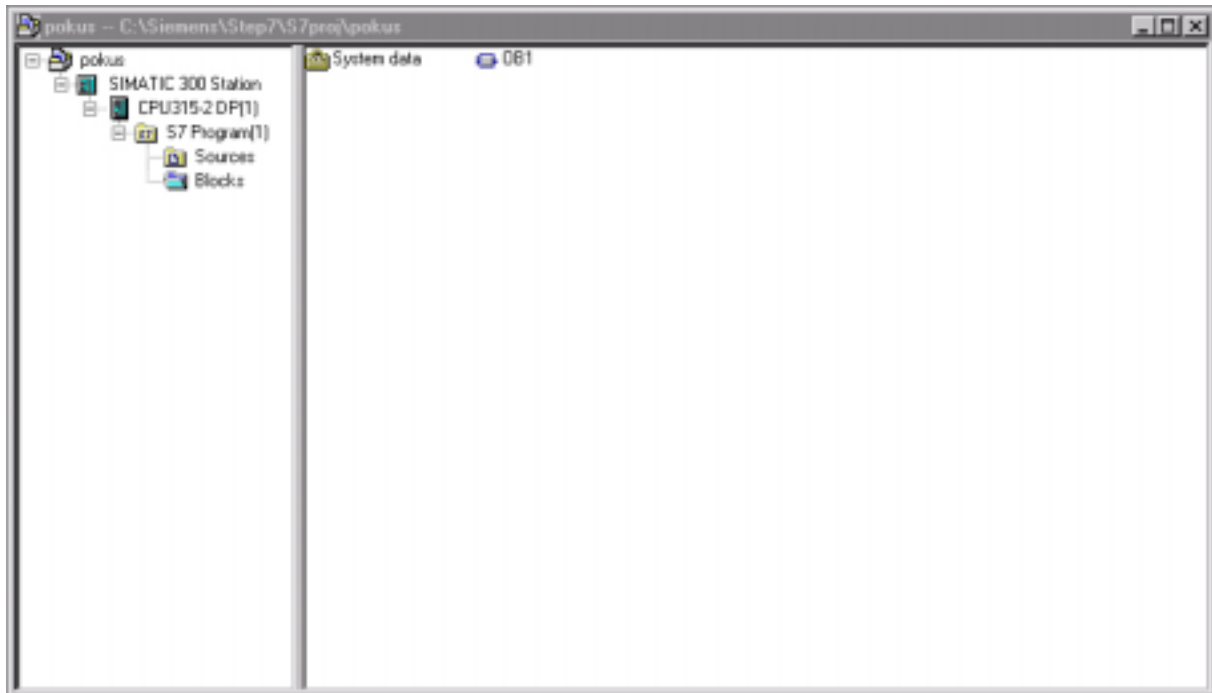 pokus -- C:\Siemens\Step7\S7proj\pokus
pokus
SIMATIC 300 Station
CPU315-2 DP(1)
S7 Program(1)
Sources
Blocks
System data OB1